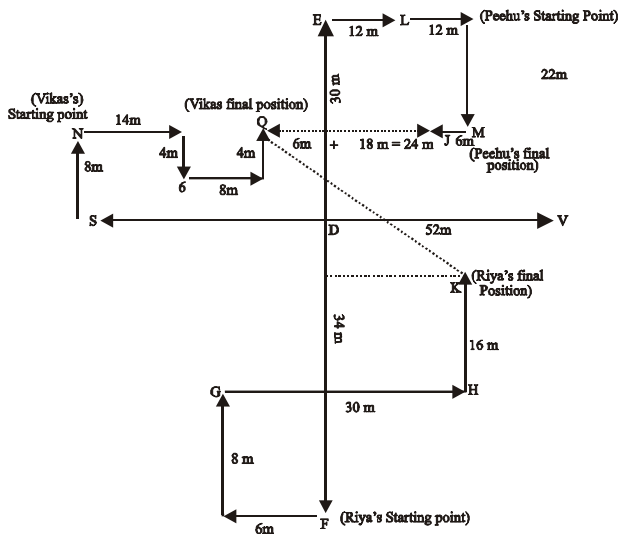 E
12 m
L
12 m
(Peehu's Starting Point)
30 m
22m
(Vikas's)
Starting point
N
14m
(Vikas final position)
Q
6m
+
18 m = 24 m
J
6m
M
(Peehu's final
position)
8m
4m
6
8m
4m
S
D
52m
V
K
(Riya's final
Position)
34 m
16 m
G
30 m
H
8 m
6m
F
(Riya's Starting point)